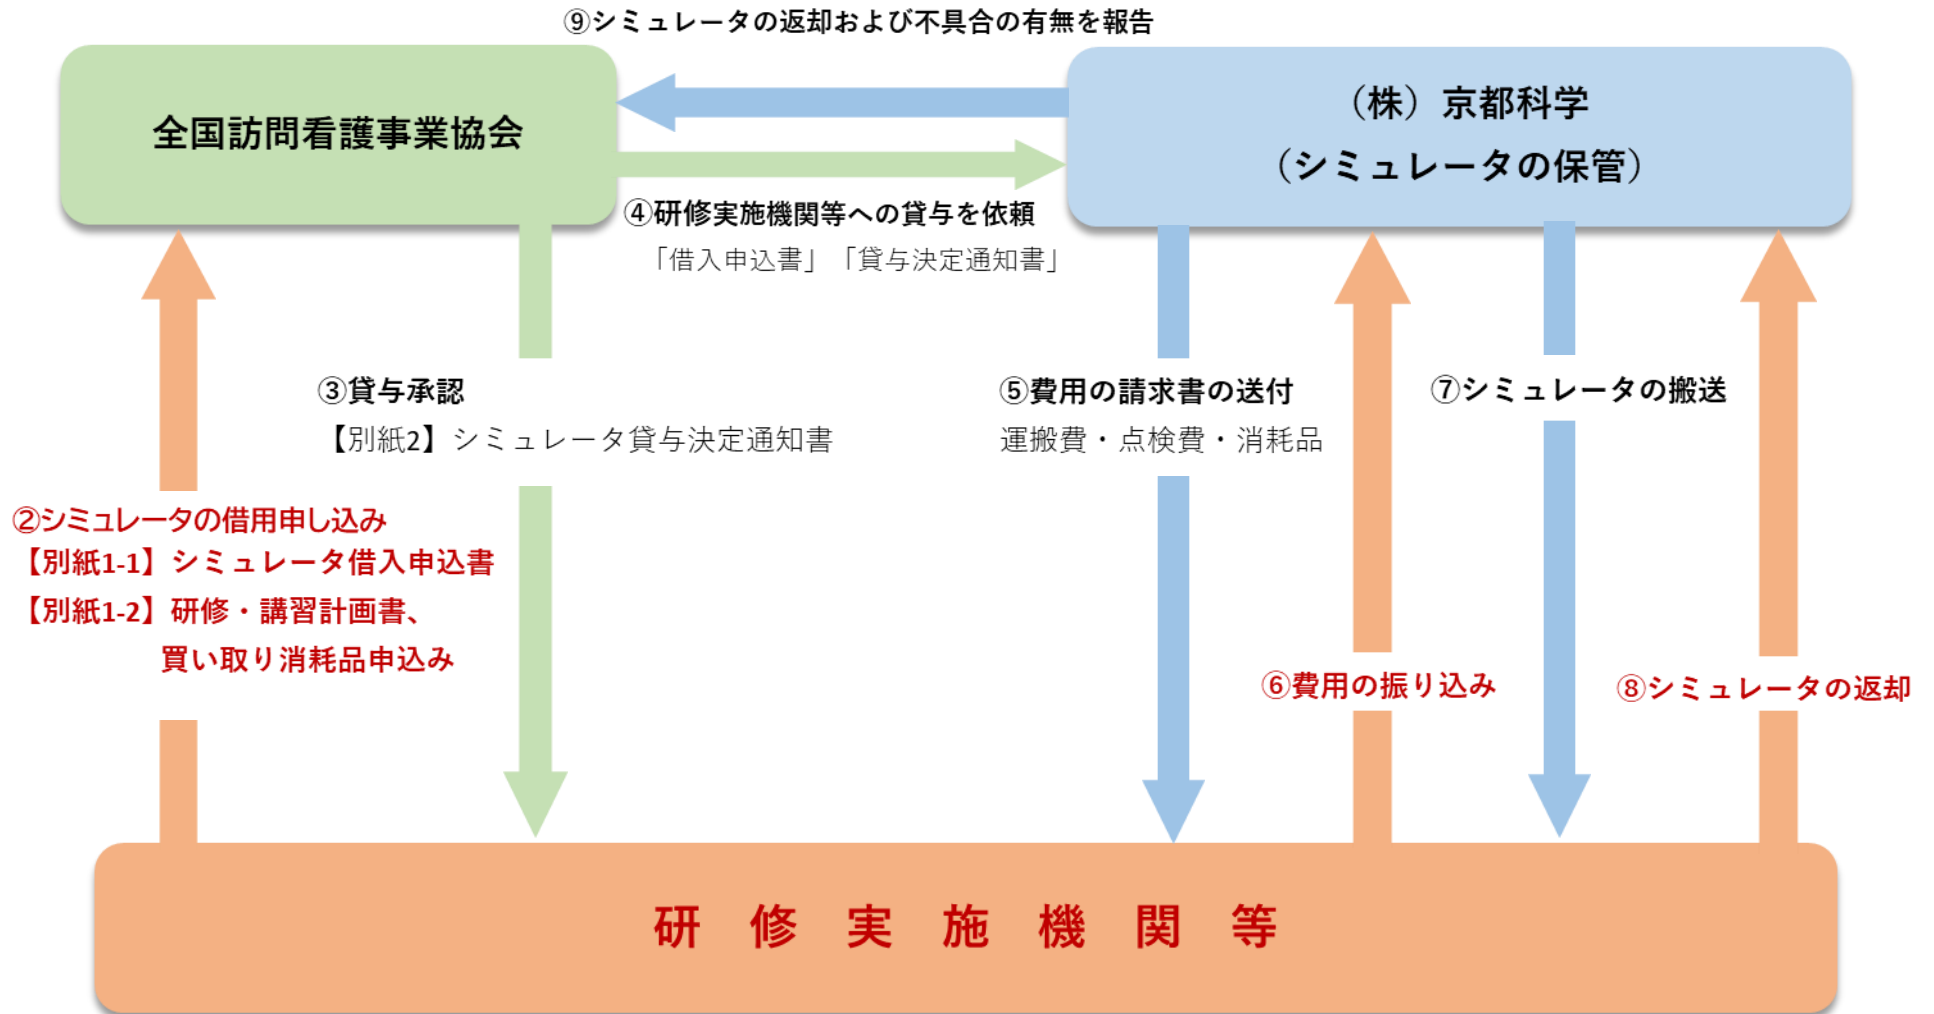 ⑨シミュレータの返却および不具合の有無を報告
全国訪問看護事業協会
（株）京都科学
（シミュレータの保管）
④研修実施機関等への貸与を依頼
「借入申込書」「貸与決定通知書」
③貸与承認
【別紙2】シミュレータ貸与決定通知書
⑤費用の請求書の送付
運搬費・点検費・消耗品
⑦シミュレータの搬送
②シミュレータの借用申し込み
【別紙1-1】シミュレータ借入申込書
【別紙1-2】研修・講習計画書、
買い取り消耗品申込み
⑥費用の振り込み
⑧シミュレータの返却
研修実施機関等